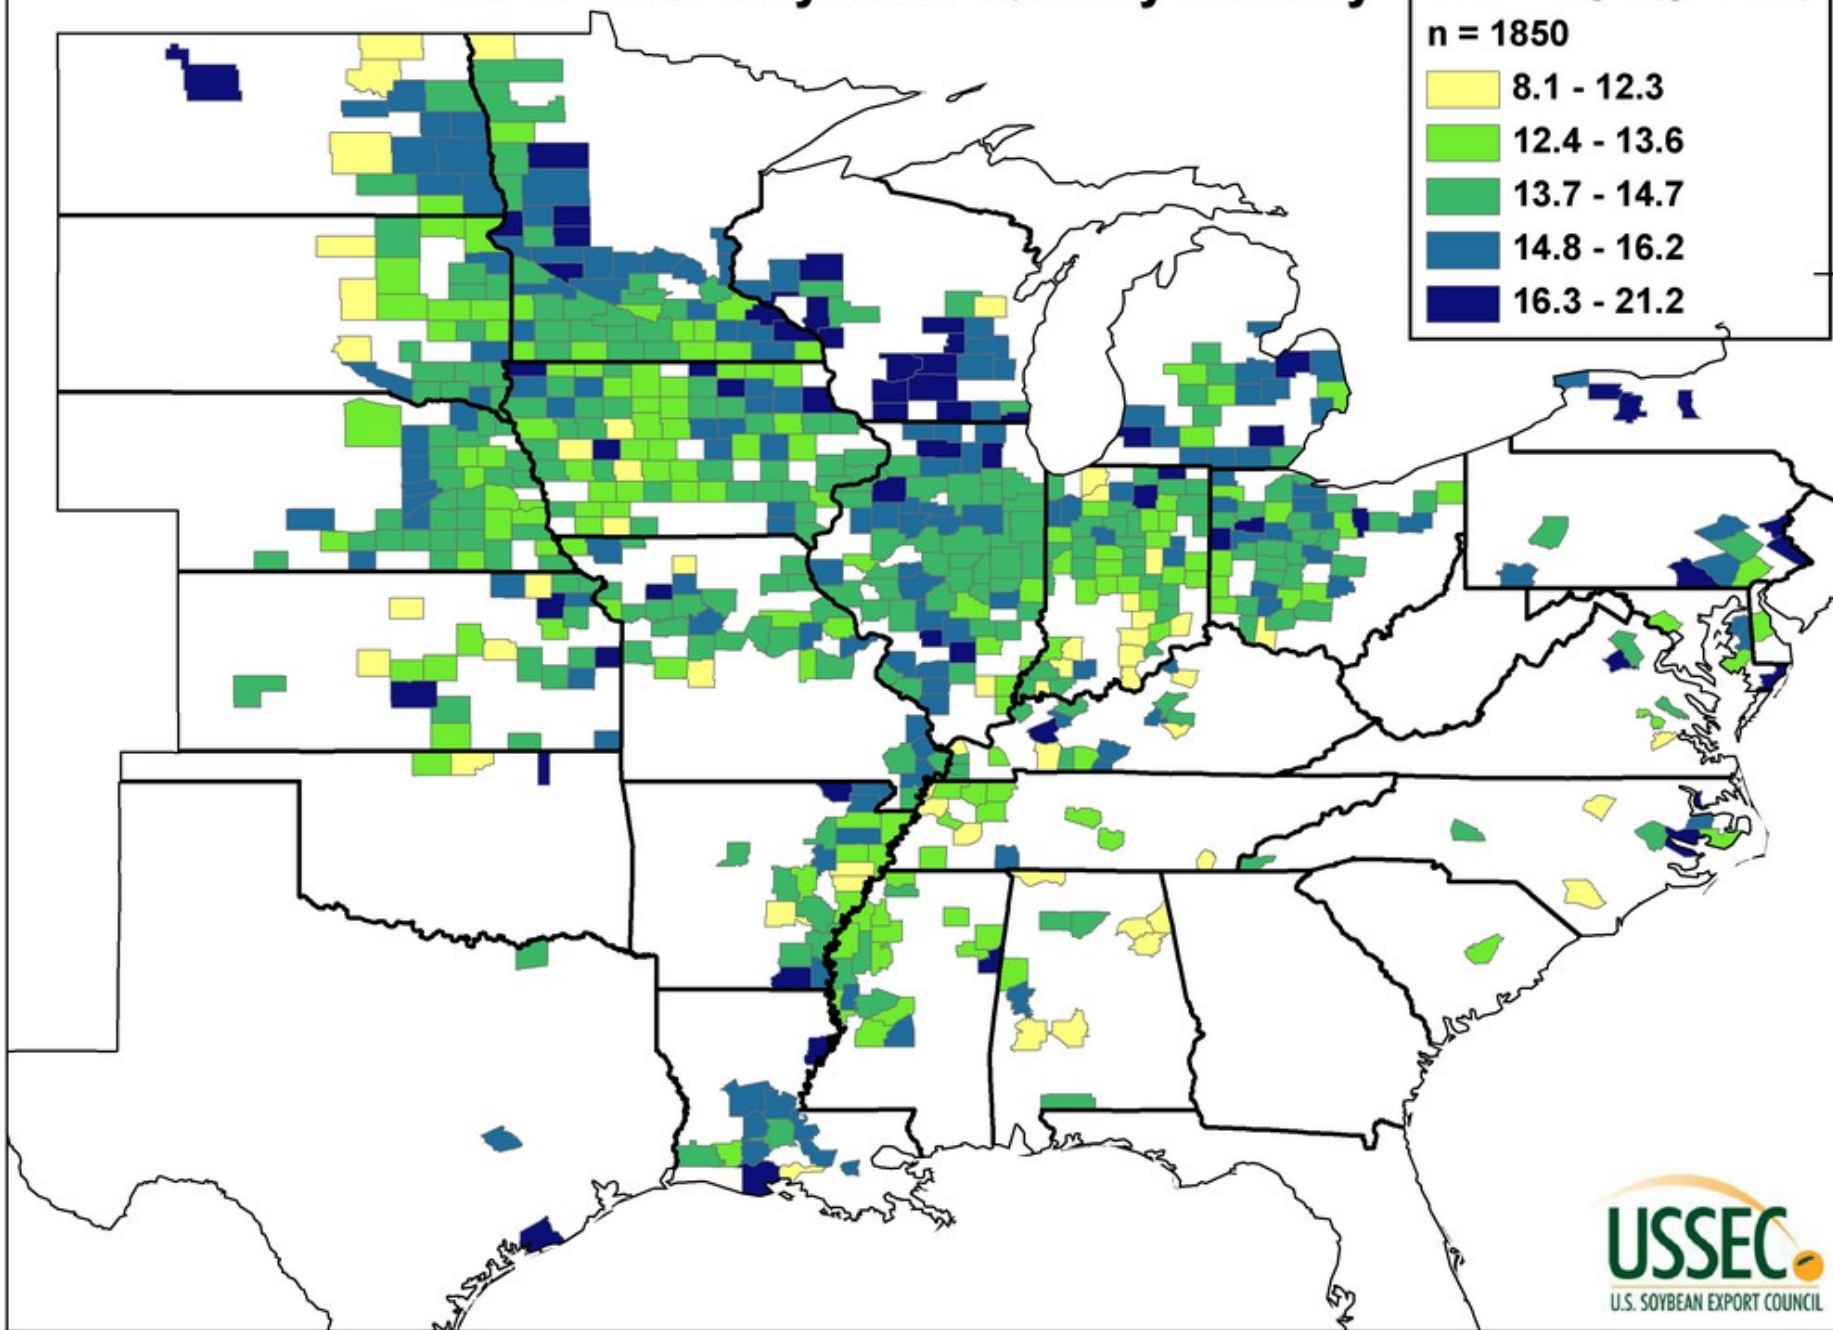 n = 1850
8.1 - 12.3
12.4 - 13.6
13.7 - 14.7
14.8 - 16.2
16.3 - 21.2
USSEC
U.S. SOYBEAN EXPORT COUNCIL